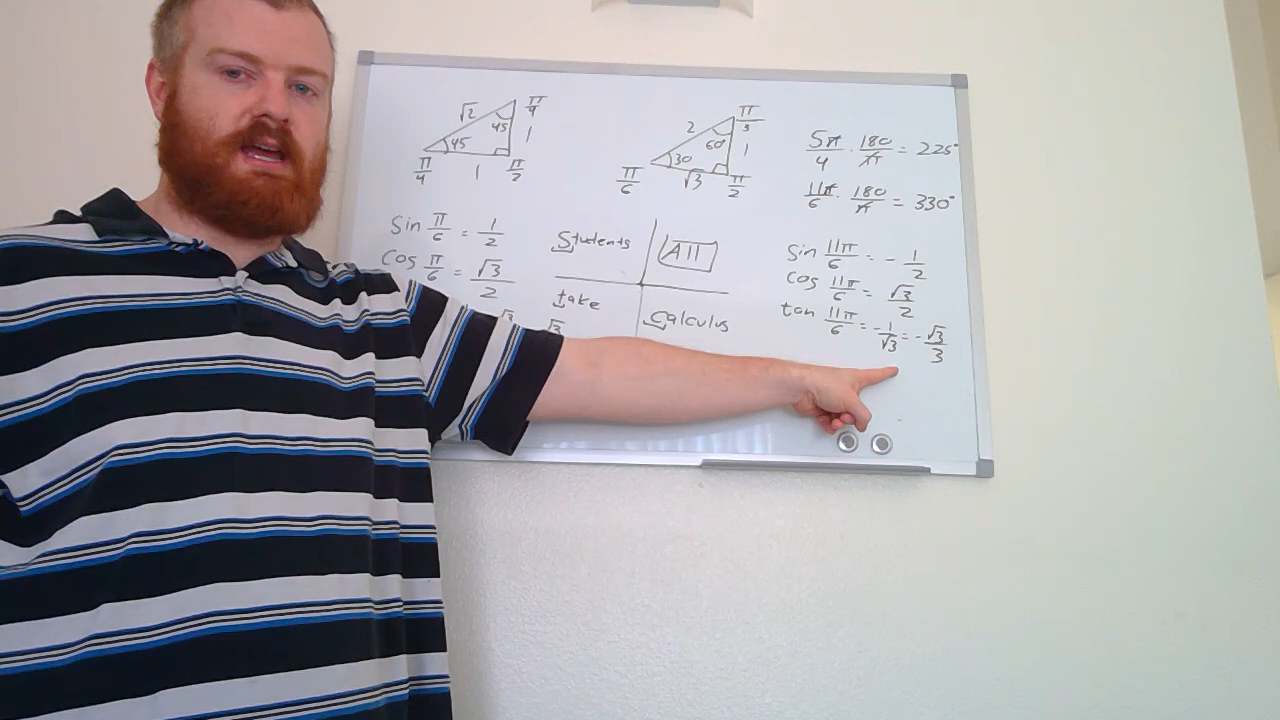 √2
π/4
45
45
1
π/4
1
π/2
2
π/3
60°
1
30
π/6
√3
π/2
5π/4 · 180/π = 225°
11π/6 · 180/π = 330°
Sin π/6 = 1/2
Cos π/6 = √3/2
√3
√3
Students
All
take
Calculus
Sin 11π/6 = - 1/2
Cos 11π/6 = √3/2
tan 11π/6 = -1/√3 = -√3/3